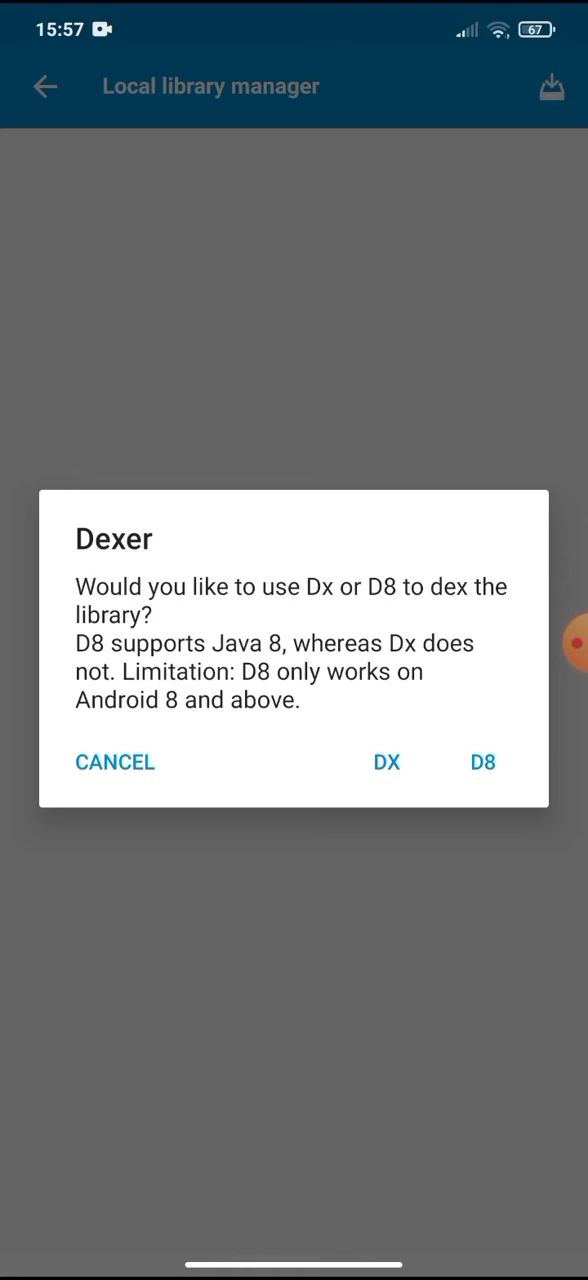 15:57
67
Local library manager
Dexer
Would you like to use Dx or D8 to dex the
library?
D8 supports Java 8, whereas Dx does
not. Limitation: D8 only works on
Android 8 and above.
CANCEL DX D8